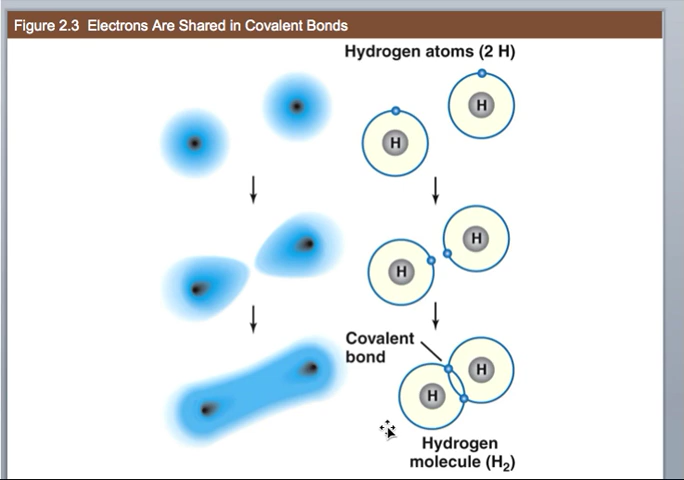 Figure 2.3 Electrons Are Shared in Covalent Bonds
Hydrogen atoms (2 H)
H
H
H
H
Covalent
bond
H
H
Hydrogen
molecule (H₂)